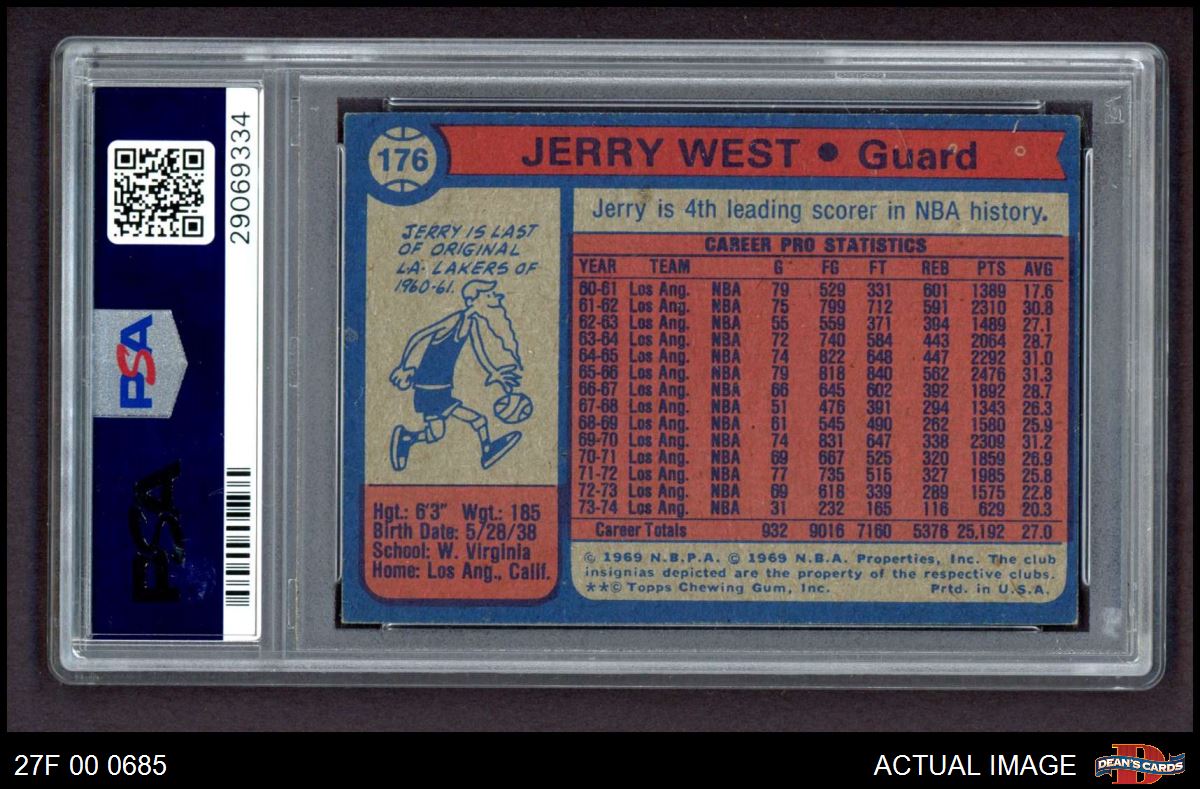 29069334
PSA
PSA
176
JERRY WEST • Guard
JERRY IS LAST
OF ORIGINAL
L.A. LAKERS OF
1960-61.
Jerry is 4th leading scorer in NBA history.
CAREER PRO STATISTICS
YEAR TEAM G FG FT REB PTS AVG
60-61 Los Ang. NBA 79 529 331 601 1389 17.6
61-62 Los Ang. NBA 75 799 712 591 2310 30.8
62-63 Los Ang. NBA 55 559 371 394 1489 27.1
63-64 Los Ang. NBA 72 740 584 443 2064 28.7
64-65 Los Ang. NBA 74 822 648 447 2292 31.0
65-66 Los Ang. NBA 79 818 840 562 2476 31.3
66-67 Los Ang. NBA 66 645 602 392 1892 28.7
67-68 Los Ang. NBA 51 476 391 294 1343 26.3
68-69 Los Ang. NBA 61 545 490 262 1580 25.9
69-70 Los Ang. NBA 74 831 647 338 2309 31.2
70-71 Los Ang. NBA 69 667 525 320 1859 26.9
71-72 Los Ang. NBA 77 735 515 327 1985 25.8
72-73 Los Ang. NBA 69 618 339 289 1575 22.8
73-74 Los Ang. NBA 31 232 165 116 629 20.3
Career Totals 932 9016 7160 5376 25,192 27.0
Hgt.: 6'3" Wgt.: 185
Birth Date: 5/28/38
School: W. Virginia
Home: Los Ang., Calif.
© 1969 N.B.P.A. © 1969 N.B.A. Properties, Inc. The club
insignias depicted are the property of the respective clubs.
**© Topps Chewing Gum, Inc. Prtd. in U.S.A.
27F 00 0685
ACTUAL IMAGE
D
DEAN'S CARDS